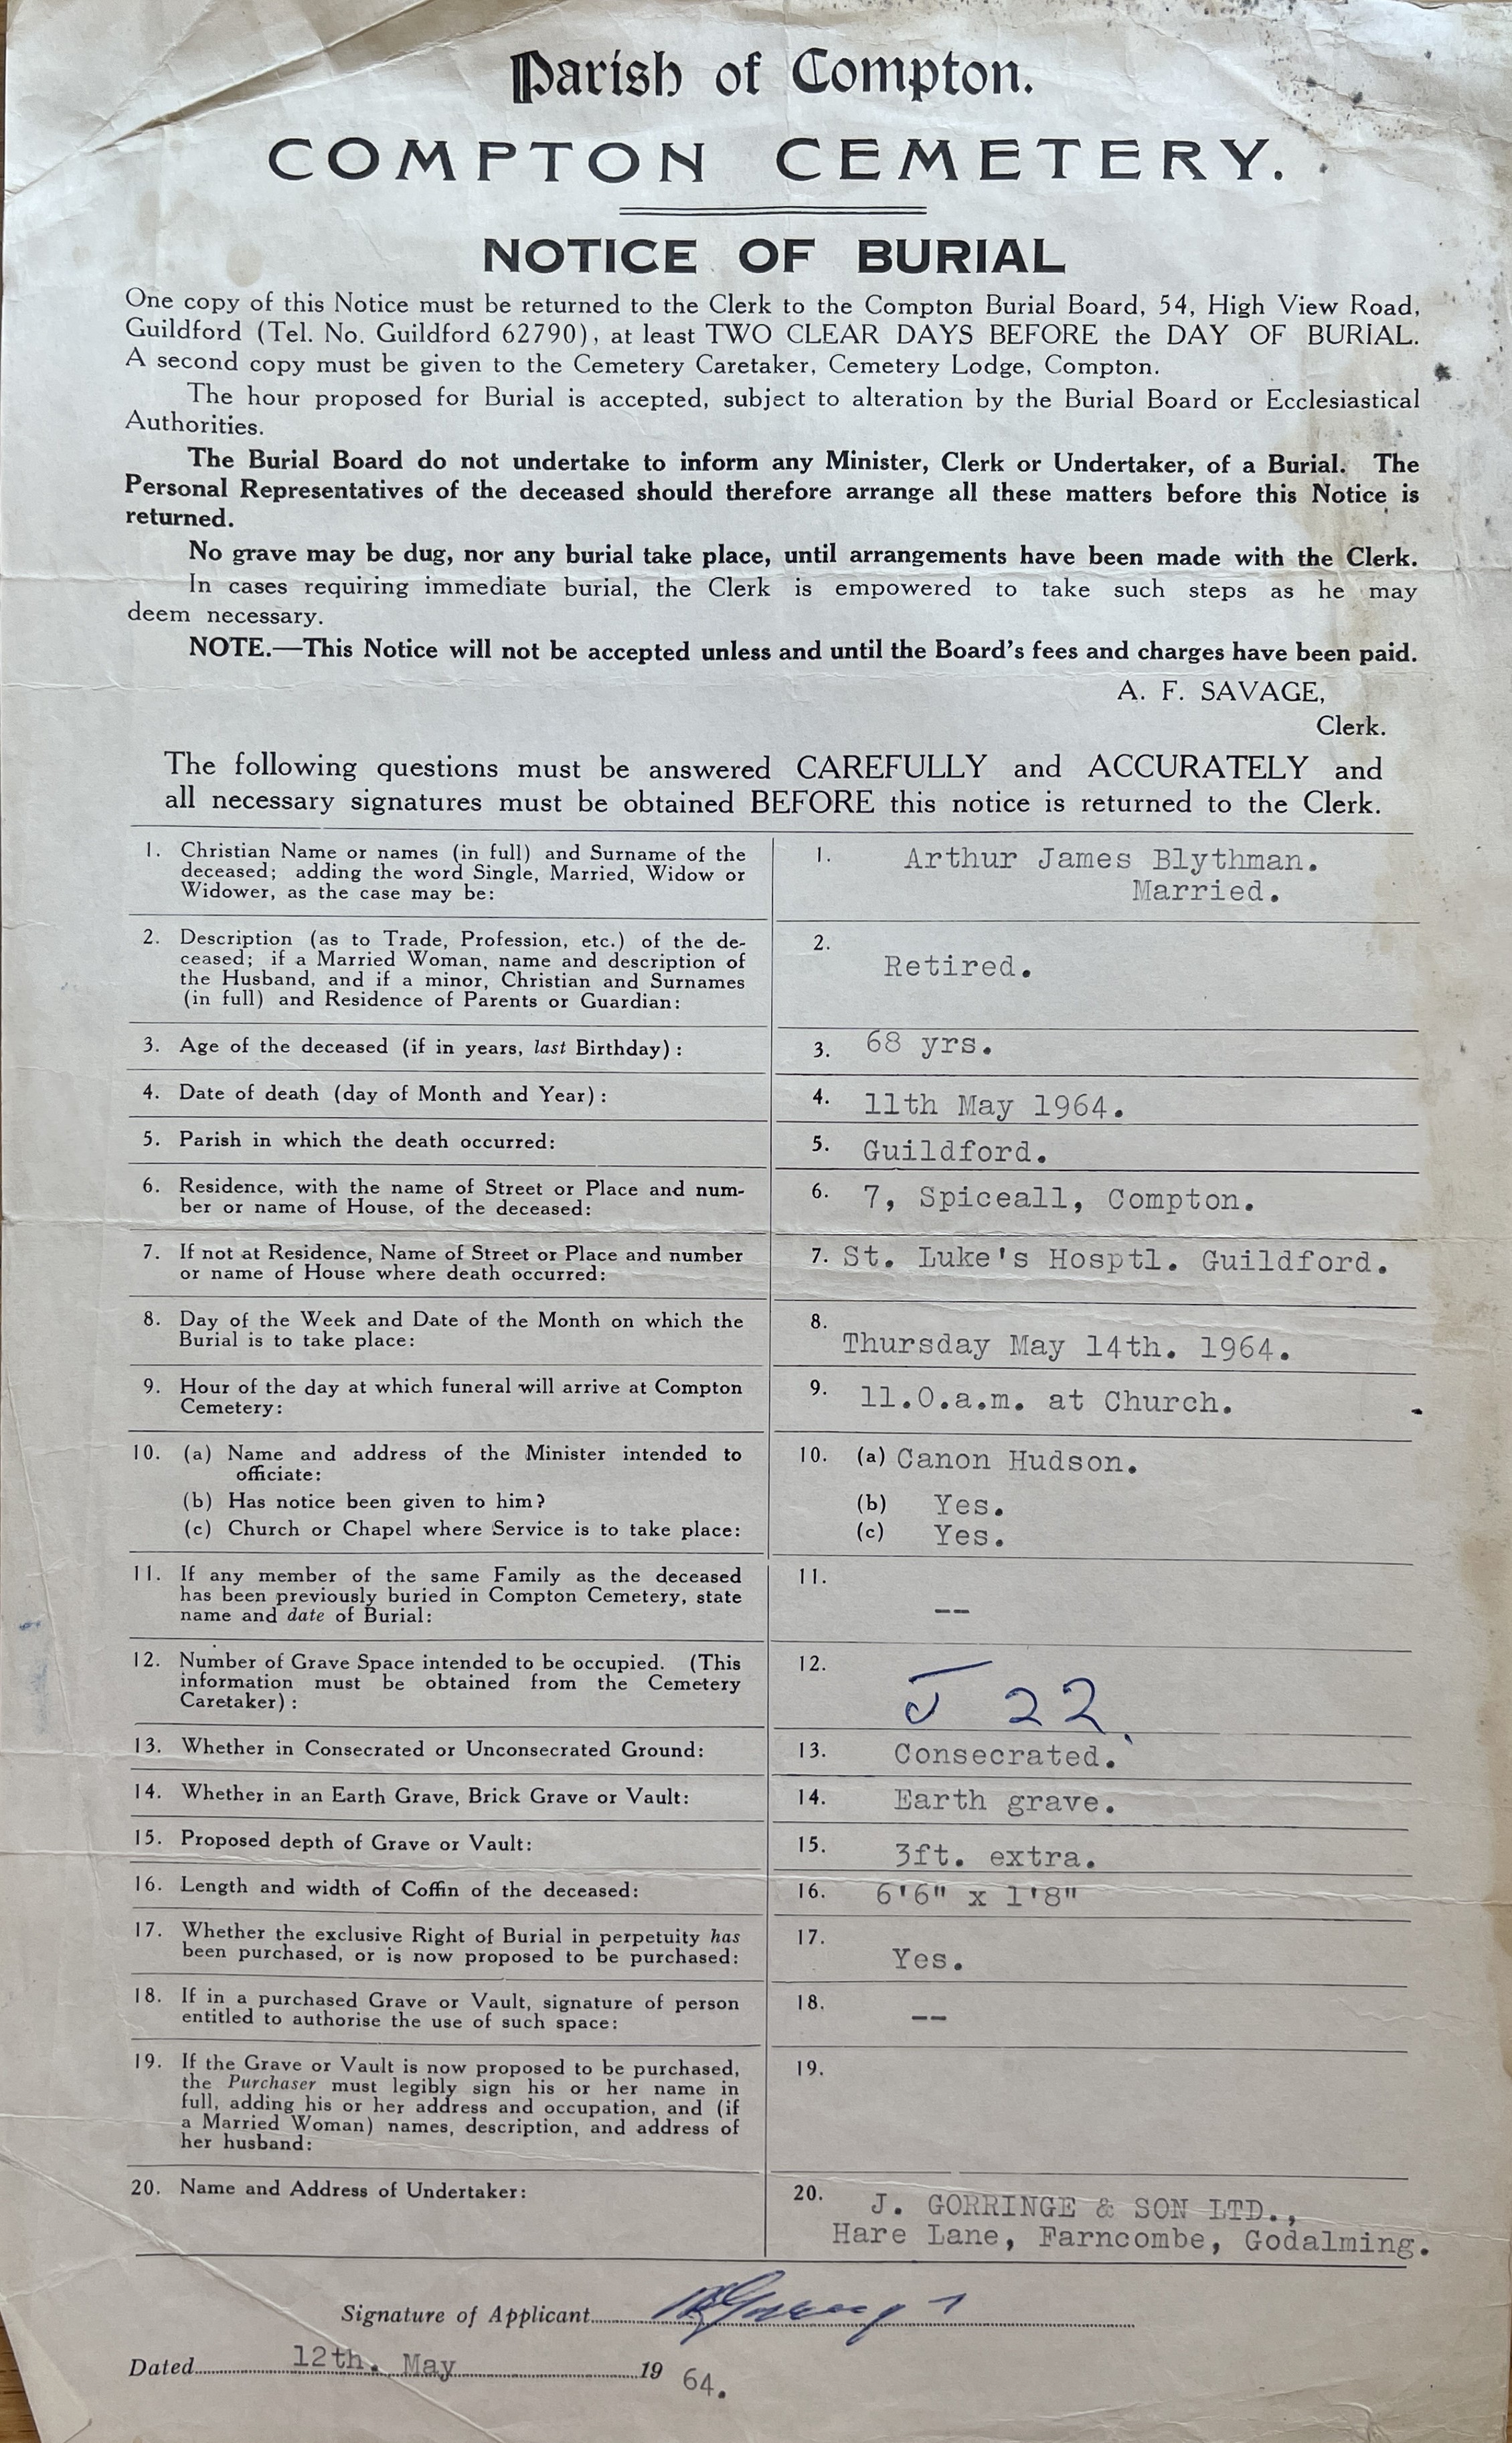 Parish of Compton.
COMPTON CEMETERY.
NOTICE OF BURIAL
One copy of this Notice must be returned to the Clerk to the Compton Burial Board, 54, High View Road,
Guildford (Tel. No. Guildford 62790), at least TWO CLEAR DAYS BEFORE the DAY OF BURIAL.
A second copy must be given to the Cemetery Caretaker, Cemetery Lodge, Compton.
The hour proposed for Burial is accepted, subject to alteration by the Burial Board or Ecclesiastical
Authorities.
The Burial Board do not undertake to inform any Minister, Clerk or Undertaker, of a Burial. The
Personal Representatives of the deceased should therefore arrange all these matters before this Notice is
returned.
No grave may be dug, nor any burial take place, until arrangements have been made with the Clerk.
In cases requiring immediate burial, the Clerk is empowered to take such steps as he may
deem necessary.
NOTE.—This Notice will not be accepted unless and until the Board's fees and charges have been paid.
A. F. SAVAGE,
Clerk.
The following questions must be answered CAREFULLY and ACCURATELY and
all necessary signatures must be obtained BEFORE this notice is returned to the Clerk.
1. Christian Name or names (in full) and Surname of the
deceased; adding the word Single, Married, Widow or
Widower, as the case may be:
1. Arthur James Blythman.
Married.
2. Description (as to Trade, Profession, etc.) of the de-
ceased; if a Married Woman, name and description of
the Husband, and if a minor, Christian and Surnames
(in full) and Residence of Parents or Guardian:
2.
Retired.
3. Age of the deceased (if in years, last Birthday):
3. 68 yrs.
4. Date of death (day of Month and Year):
4. 11th May 1964.
5. Parish in which the death occurred:
5. Guildford.
6. Residence, with the name of Street or Place and num-
ber or name of House, of the deceased:
6. 7, Spiceall, Compton.
7. If not at Residence, Name of Street or Place and number
or name of House where death occurred:
7. St. Luke's Hosptl. Guildford.
8. Day of the Week and Date of the Month on which the
Burial is to take place:
8.
Thursday May 14th. 1964.
9. Hour of the day at which funeral will arrive at Compton
Cemetery:
9. 11.0.a.m. at Church.
10. (a) Name and address of the Minister intended to
officiate:
(b) Has notice been given to him?
(c) Church or Chapel where Service is to take place:
10. (a) Canon Hudson.
(b) Yes.
(c) Yes.
11. If any member of the same Family as the deceased
has been previously buried in Compton Cemetery, state
name and date of Burial:
11.
--
12. Number of Grave Space intended to be occupied. (This
information must be obtained from the Cemetery
Caretaker):
12.
J 22.
13. Whether in Consecrated or Unconsecrated Ground:
13. Consecrated.
14. Whether in an Earth Grave, Brick Grave or Vault:
14. Earth grave.
15. Proposed depth of Grave or Vault:
15. 3ft. extra.
16. Length and width of Coffin of the deceased:
16. 6'6" x 1'8"
17. Whether the exclusive Right of Burial in perpetuity has
been purchased, or is now proposed to be purchased:
17.
Yes.
18. If in a purchased Grave or Vault, signature of person
entitled to authorise the use of such space:
18.
--
19. If the Grave or Vault is now proposed to be purchased,
the Purchaser must legibly sign his or her name in
full, adding his or her address and occupation, and (if
a Married Woman) names, description, and address of
her husband:
19.
20. Name and Address of Undertaker:
20. J. GORRINGE & SON LTD.,
Hare Lane, Farncombe, Godalming.
Signature of Applicant
Dated 12th. May 19 64.